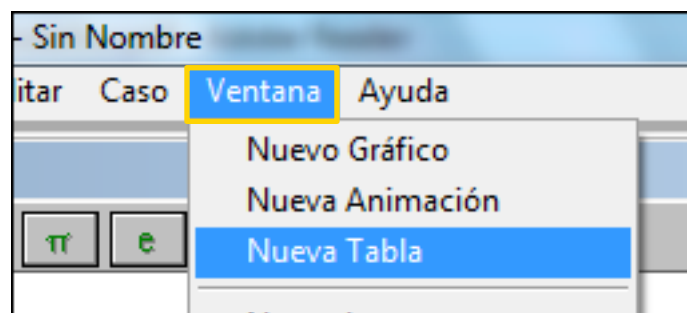 - Sin Nombre
itar Caso Ventana Ayuda
Nuevo Gráfico
Nueva Animación
Nueva Tabla
π e